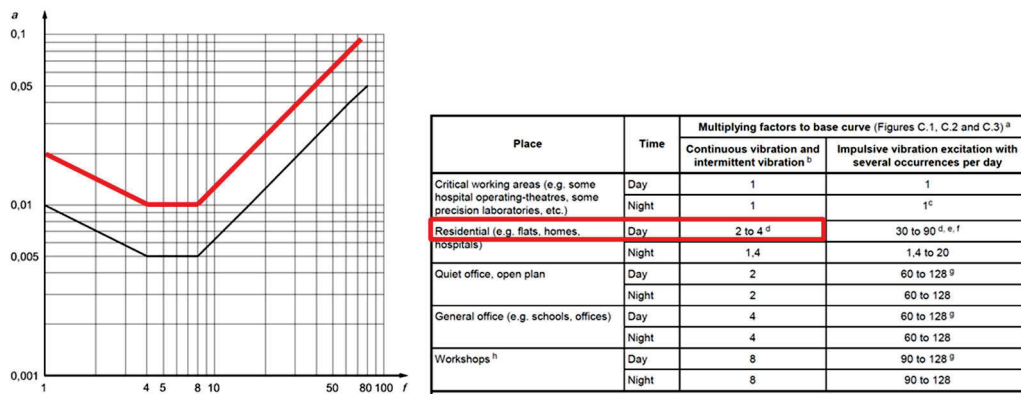 a
0,1
0,05
0,01
0,005
0,001
1 4 5 8 10 50 80 100 f
Place Time Multiplying factors to base curve (Figures C.1, C.2 and C.3) a
Continuous vibration and intermittent vibration b
Impulsive vibration excitation with several occurrences per day
Critical working areas (e.g. some hospital operating-theatres, some precision laboratories, etc.)
Day 1 1
Night 1 1c
Residential (e.g. flats, homes, hospitals)
Day 2 to 4 d 30 to 90 d, e, f
Night 1,4 1,4 to 20
Quiet office, open plan Day 2 60 to 128 g
Night 2 60 to 128
General office (e.g. schools, offices) Day 4 60 to 128 g
Night 4 60 to 128
Workshops h Day 8 90 to 128 g
Night 8 90 to 128